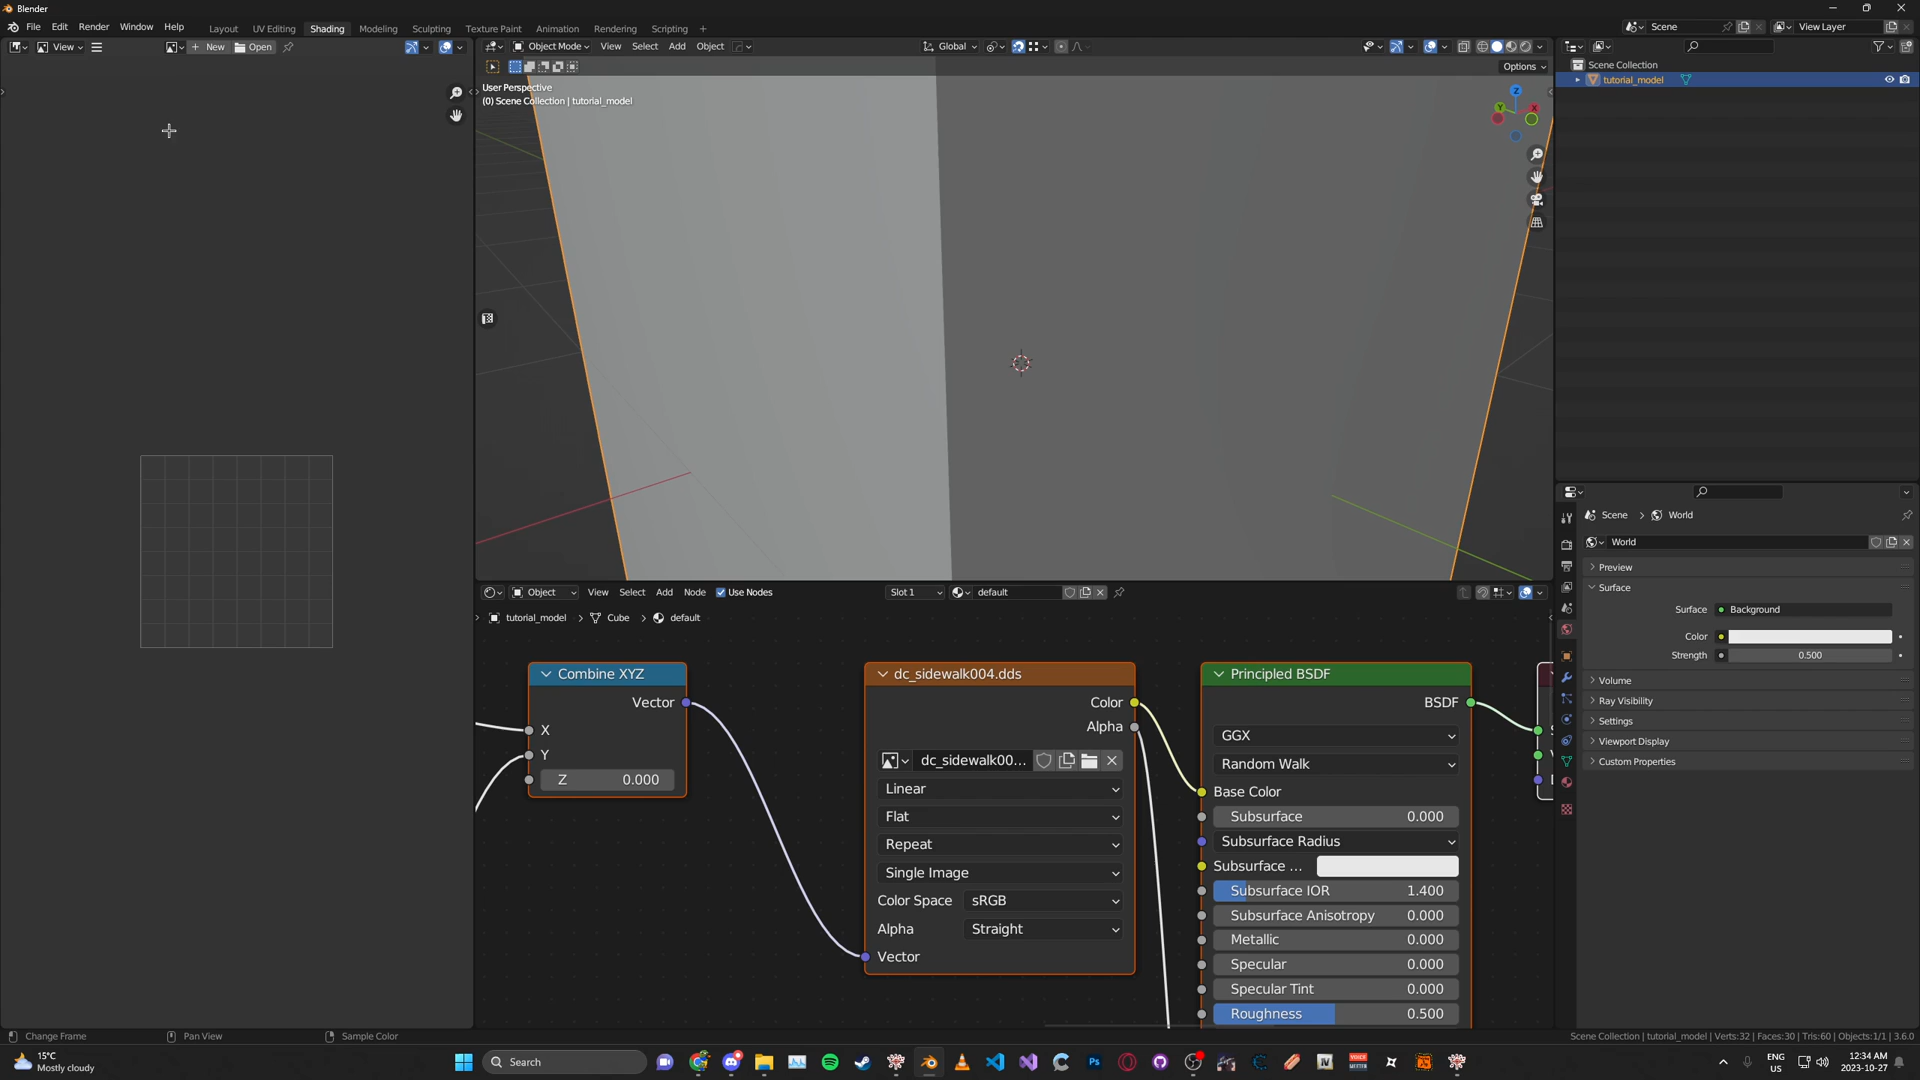 Blender
File Edit Render Window Help Layout UV Editing Shading Modeling Sculpting Texture Paint Animation Rendering Scripting + Scene View Layer
View New Open Object Mode View Select Add Object Global
Options
User Perspective
(0) Scene Collection | tutorial_model
Z
Y X
Scene Collection
tutorial_model
Scene > World
World
Preview
Surface
Surface Background
Color
Strength 0.500
Volume
Ray Visibility
Settings
Viewport Display
Custom Properties
Object View Select Add Node Use Nodes Slot 1 default
tutorial_model > Cube > default
Combine XYZ
Vector
X
Y
Z 0.000
dc_sidewalk004.dds
Color
Alpha
dc_sidewalk00...
Linear
Flat
Repeat
Single Image
Color Space sRGB
Alpha Straight
Vector
Principled BSDF
BSDF
GGX
Random Walk
Base Color
Subsurface 0.000
Subsurface Radius
Subsurface ...
Subsurface IOR 1.400
Subsurface Anisotropy 0.000
Metallic 0.000
Specular 0.000
Specular Tint 0.000
Roughness 0.500
Change Frame Pan View Sample Color Scene Collection | tutorial_model | Verts:32 | Faces:30 | Tris:60 | Objects:1/1 | 3.6.0
15°C
Mostly cloudy
Search
Ps
ENG
US
12:34 AM
2023-10-27